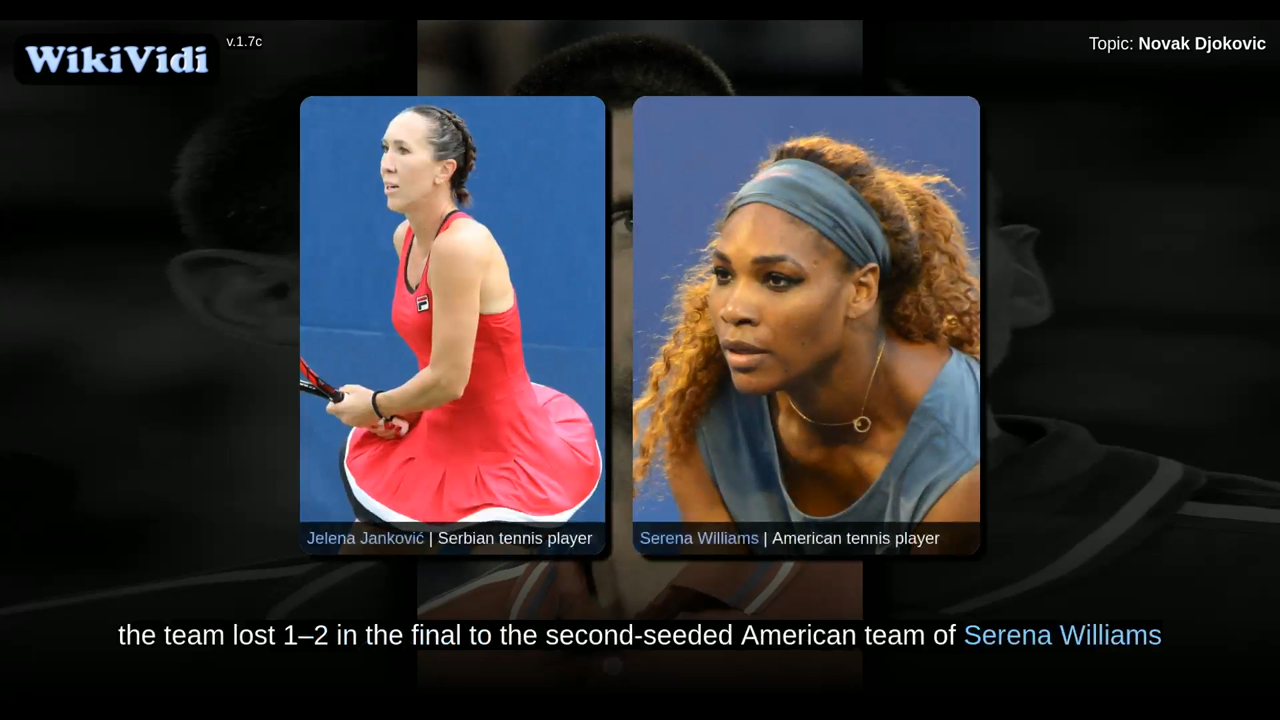 WikiVidi
v.1.7c
Topic: Novak Djokovic
Jelena Janković | Serbian tennis player
Serena Williams | American tennis player
the team lost 1–2 in the final to the second-seeded American team of Serena Williams